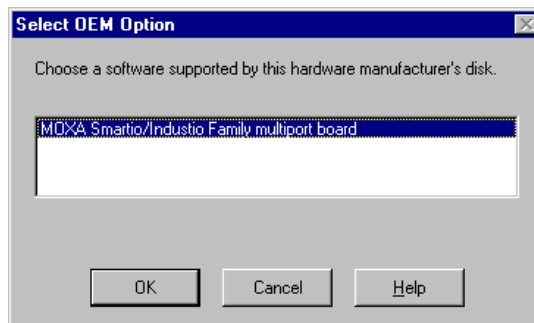 Select OEM Option
Choose a software supported by this hardware manufacturer's disk.
MOXA Smartio/Industio Family multiport board
OK Cancel Help